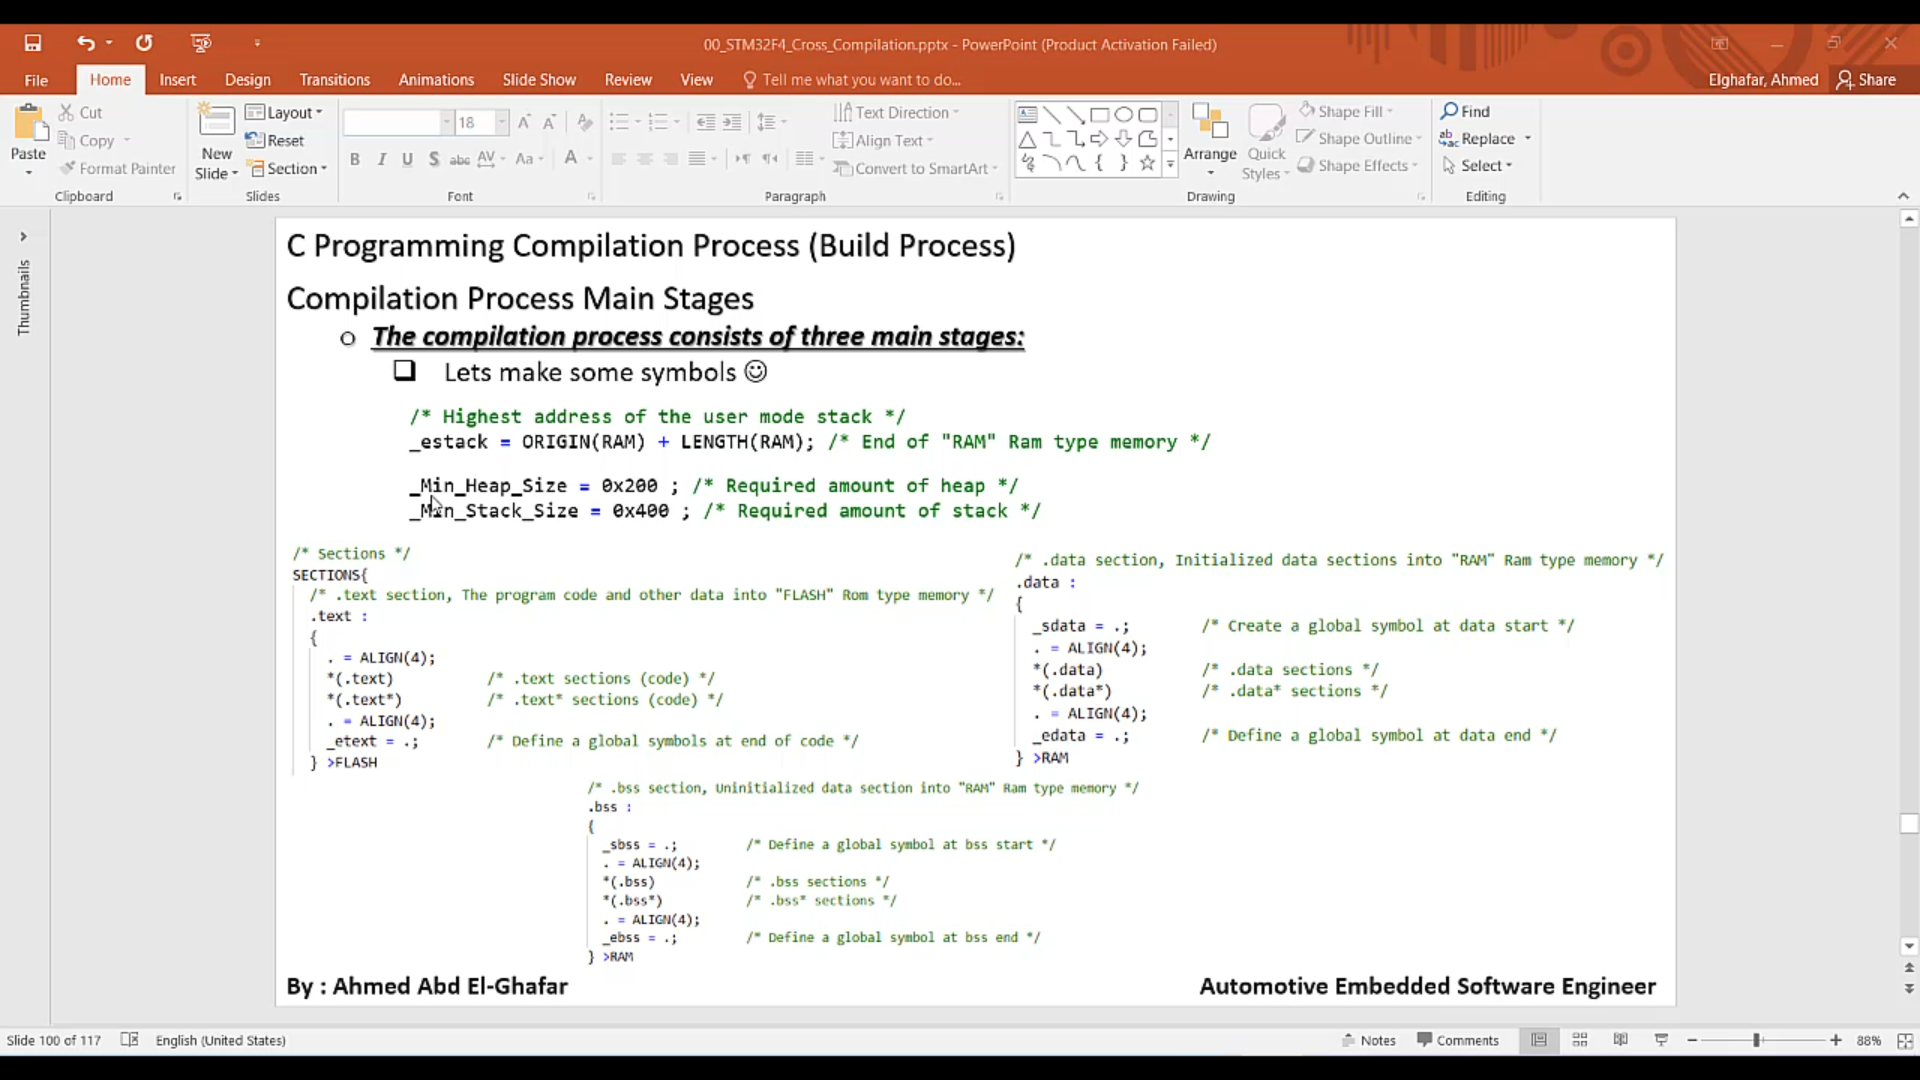 00_STM32F4_Cross_Compilation.pptx - PowerPoint (Product Activation Failed)
File Home Insert Design Transitions Animations Slide Show Review View Tell me what you want to do... Elghafar, Ahmed Share
Paste
Cut
Copy
Format Painter
Clipboard
New Slide
Layout
Reset
Section
Slides
18
B I U S abc AV Aa A
Font
Text Direction
Align Text
Convert to SmartArt
Paragraph
Arrange
Quick Styles
Shape Fill
Shape Outline
Shape Effects
Drawing
Find
Replace
Select
Editing
Thumbnails
C Programming Compilation Process (Build Process)
Compilation Process Main Stages
o The compilation process consists of three main stages:
Lets make some symbols ☺
/* Highest address of the user mode stack */
_estack = ORIGIN(RAM) + LENGTH(RAM); /* End of "RAM" Ram type memory */
_Min_Heap_Size = 0x200 ; /* Required amount of heap */
_Min_Stack_Size = 0x400 ; /* Required amount of stack */
/* Sections */
SECTIONS{
/* .text section, The program code and other data into "FLASH" Rom type memory */
.text :
{
. = ALIGN(4);
*(.text) /* .text sections (code) */
*(.text*) /* .text* sections (code) */
. = ALIGN(4);
_etext = .; /* Define a global symbols at end of code */
} >FLASH
/* .data section, Initialized data sections into "RAM" Ram type memory */
.data :
{
_sdata = .; /* Create a global symbol at data start */
. = ALIGN(4);
*(.data) /* .data sections */
*(.data*) /* .data* sections */
. = ALIGN(4);
_edata = .; /* Define a global symbol at data end */
} >RAM
/* .bss section, Uninitialized data section into "RAM" Ram type memory */
.bss :
{
_sbss = .; /* Define a global symbol at bss start */
. = ALIGN(4);
*(.bss) /* .bss sections */
*(.bss*) /* .bss* sections */
. = ALIGN(4);
_ebss = .; /* Define a global symbol at bss end */
} >RAM
By : Ahmed Abd El-Ghafar Automotive Embedded Software Engineer
Slide 100 of 117 English (United States) Notes Comments 88%